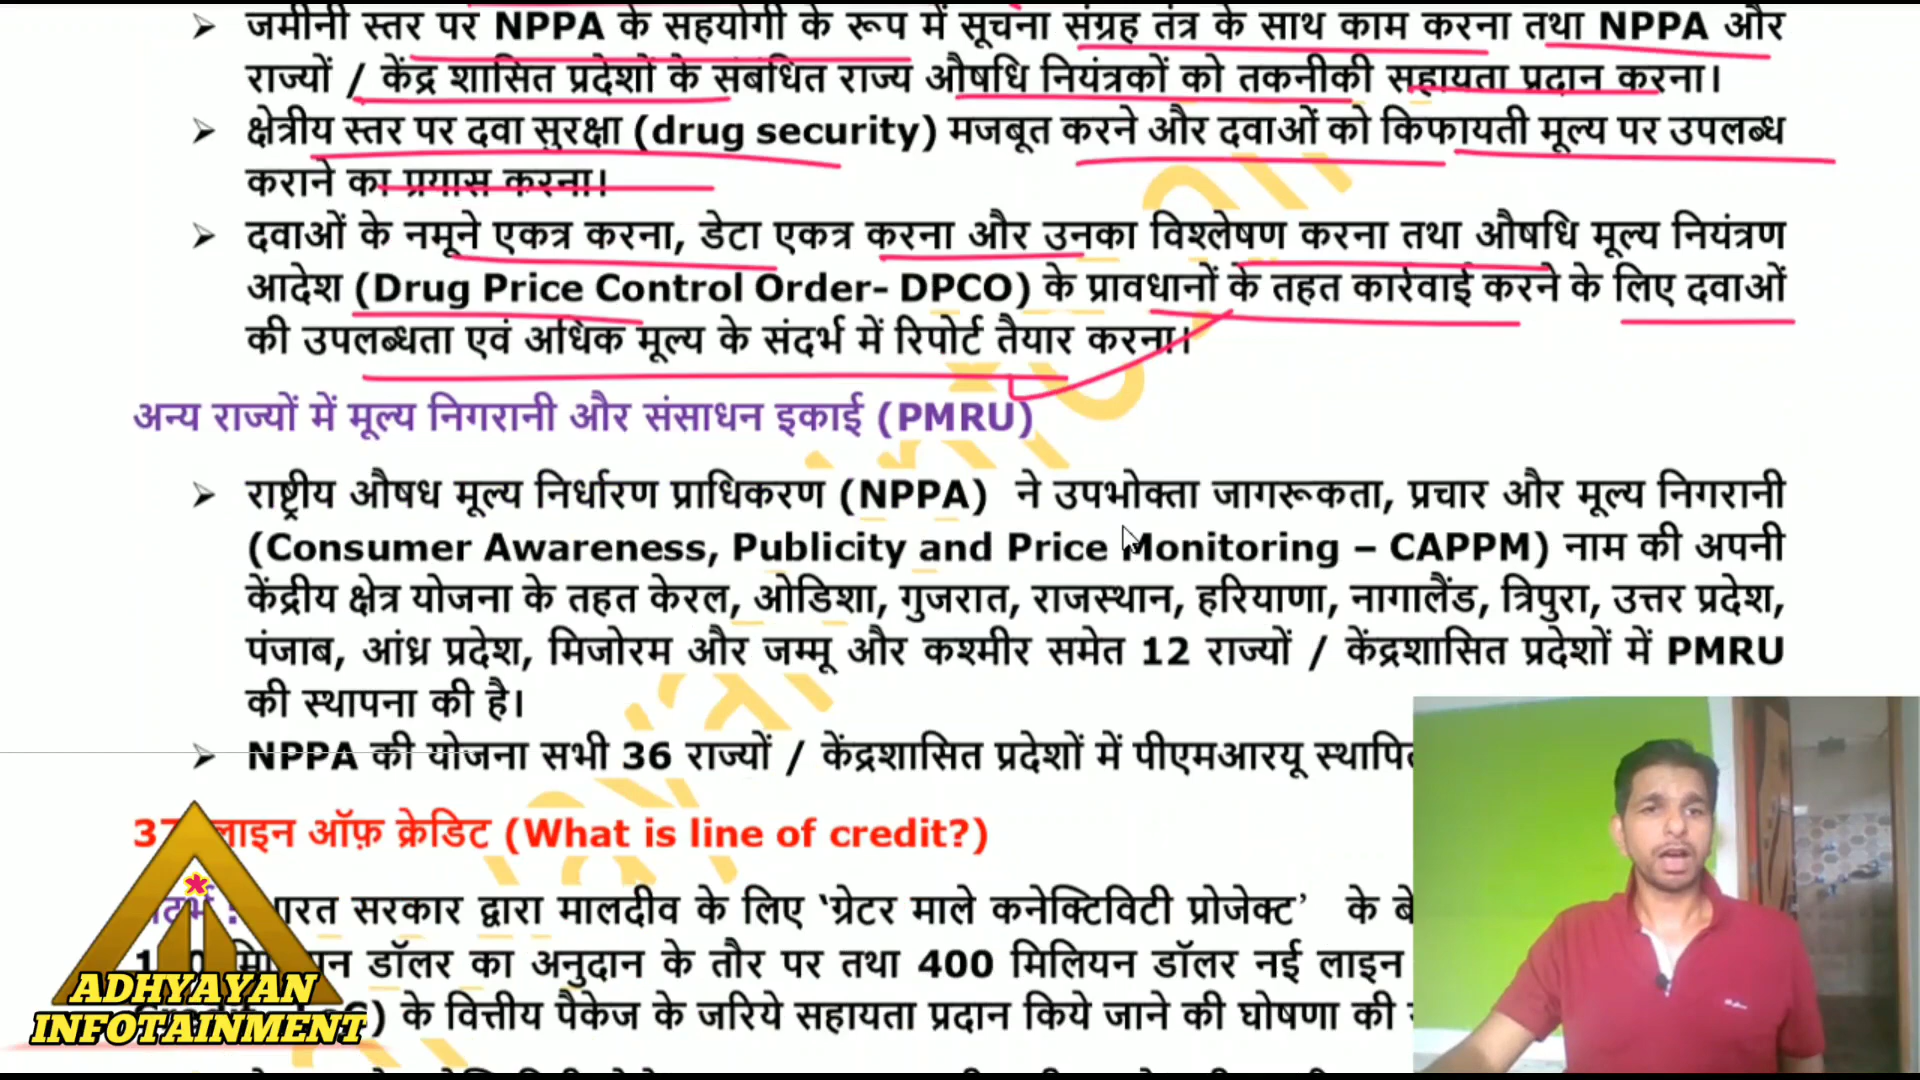 जमीनी स्तर पर NPPA के सहयोगी के रूप में सूचना संग्रह तंत्र के साथ काम करना तथा NPPA और
राज्यों / केंद्र शासित प्रदेशों के संबंधित राज्य औषधि नियंत्रकों को तकनीकी सहायता प्रदान करना।
क्षेत्रीय स्तर पर दवा सुरक्षा (drug security) मजबूत करने और दवाओं को किफायती मूल्य पर उपलब्ध
कराने का प्रयास करना।
दवाओं के नमूने एकत्र करना, डेटा एकत्र करना और उनका विश्लेषण करना तथा औषधि मूल्य नियंत्रण
आदेश (Drug Price Control Order- DPCO) के प्रावधानों के तहत कार्रवाई करने के लिए दवाओं
की उपलब्धता एवं अधिक मूल्य के संदर्भ में रिपोर्ट तैयार करना।
अन्य राज्यों में मूल्य निगरानी और संसाधन इकाई (PMRU)
राष्ट्रीय औषध मूल्य निर्धारण प्राधिकरण (NPPA) ने उपभोक्ता जागरूकता, प्रचार और मूल्य निगरानी
(Consumer Awareness, Publicity and Price Monitoring – CAPPM) नाम की अपनी
केंद्रीय क्षेत्र योजना के तहत केरल, ओडिशा, गुजरात, राजस्थान, हरियाणा, नागालैंड, त्रिपुरा, उत्तर प्रदेश,
पंजाब, आंध्र प्रदेश, मिजोरम और जम्मू और कश्मीर समेत 12 राज्यों / केंद्रशासित प्रदेशों में PMRU
की स्थापना की है।
NPPA की योजना सभी 36 राज्यों / केंद्रशासित प्रदेशों में पीएमआरयू
लाइन ऑफ़ क्रेडिट (What is line of credit?)
सरकार द्वारा मालदीव के लिए ‘ग्रेटर माले कनेक्टिविटी प्रोजेक्ट’ के
डॉलर का अनुदान के तौर पर तथा 400 मिलियन डॉलर नई लाइन
के वित्तीय पैकेज के जरिये सहायता प्रदान किये जाने की घोषणा की
ADHYAYAN
INFOTAINMENT